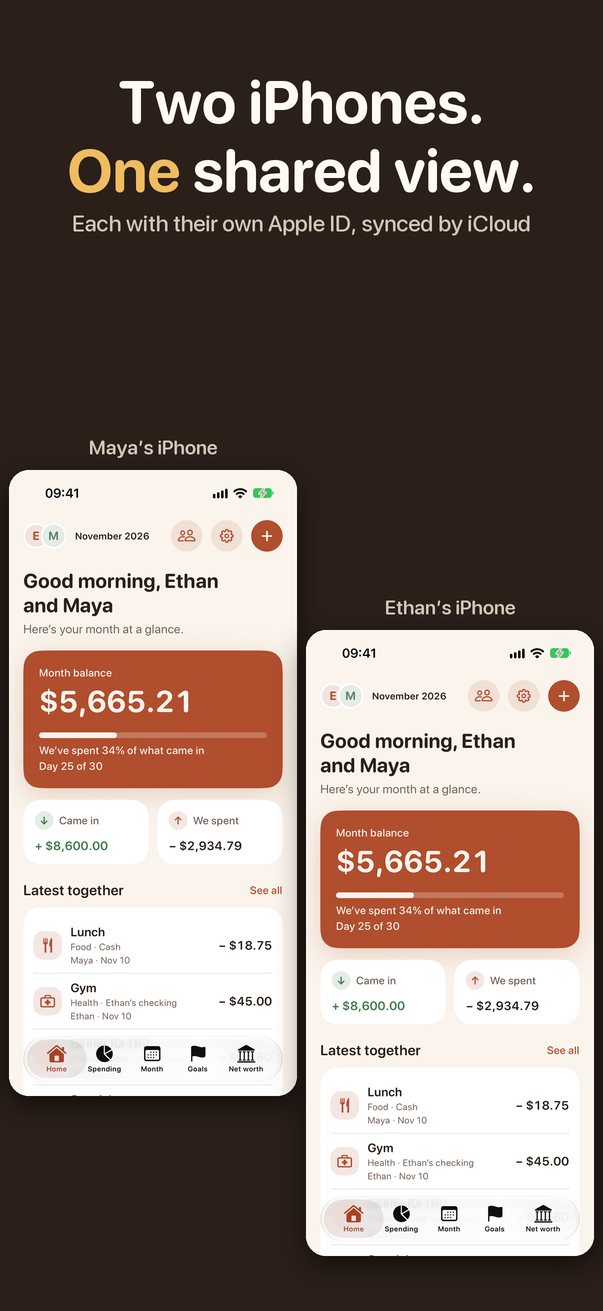 Two iPhones.
One shared view.
Each with their own Apple ID, synced by iCloud
Maya's iPhone
09:41
E M November 2026
Good morning, Ethan
and Maya
Here's your month at a glance.
Month balance
$5,665.21
We've spent 34% of what came in
Day 25 of 30
Came in
+ $8,600.00
We spent
– $2,934.79
Latest together
See all
Lunch
Food · Cash
Maya · Nov 10
– $18.75
Gym
Health · Ethan's checking
Ethan · Nov 10
– $45.00
Home
Spending
Month
Goals
Net worth
Ethan's iPhone
09:41
E M November 2026
Good morning, Ethan
and Maya
Here's your month at a glance.
Month balance
$5,665.21
We've spent 34% of what came in
Day 25 of 30
Came in
+ $8,600.00
We spent
– $2,934.79
Latest together
See all
Lunch
Food · Cash
Maya · Nov 10
– $18.75
Gym
Health · Ethan's checking
Ethan · Nov 10
– $45.00
Home
Spending
Month
Goals
Net worth